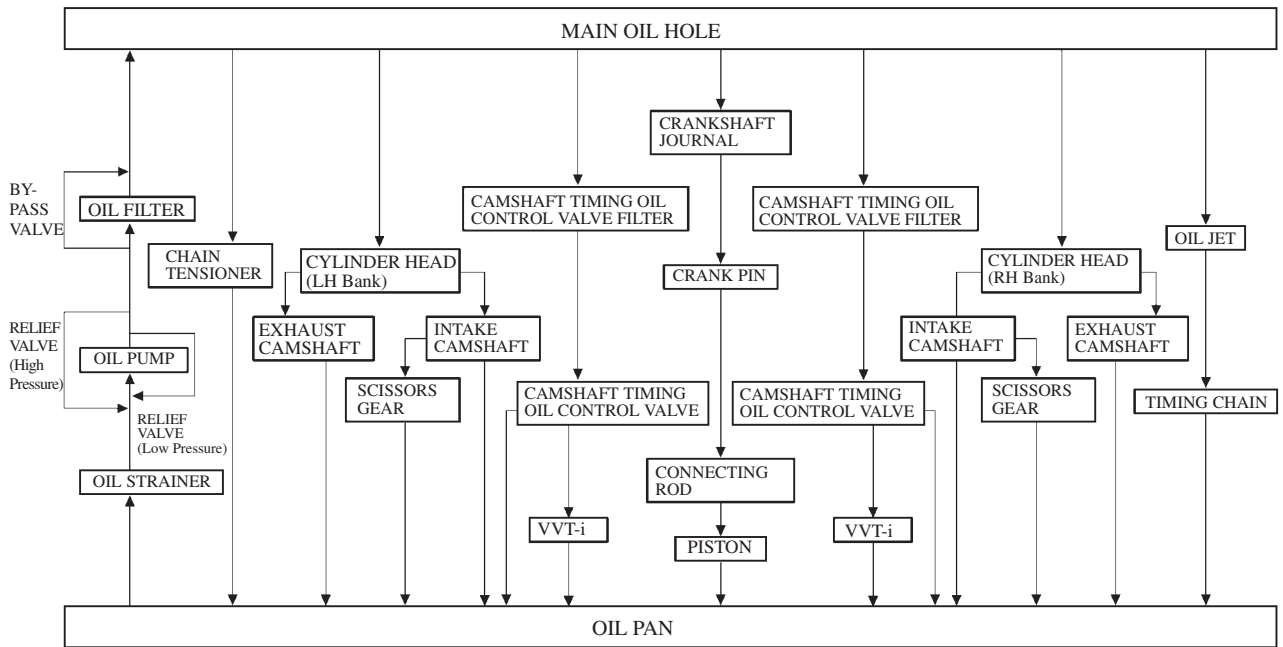 MAIN OIL HOLE
BY-
PASS
VALVE
OIL FILTER
RELIEF
VALVE
(High
Pressure)
OIL PUMP
RELIEF
VALVE
(Low Pressure)
OIL STRAINER
CHAIN
TENSIONER
CYLINDER HEAD
(LH Bank)
EXHAUST
CAMSHAFT
INTAKE
CAMSHAFT
SCISSORS
GEAR
CAMSHAFT TIMING OIL
CONTROL VALVE FILTER
CAMSHAFT TIMING
OIL CONTROL VALVE
VVT-i
CRANKSHAFT
JOURNAL
CRANK PIN
CONNECTING
ROD
PISTON
CAMSHAFT TIMING OIL
CONTROL VALVE FILTER
CAMSHAFT TIMING
OIL CONTROL VALVE
VVT-i
CYLINDER HEAD
(RH Bank)
INTAKE
CAMSHAFT
EXHAUST
CAMSHAFT
SCISSORS
GEAR
OIL JET
TIMING CHAIN
OIL PAN